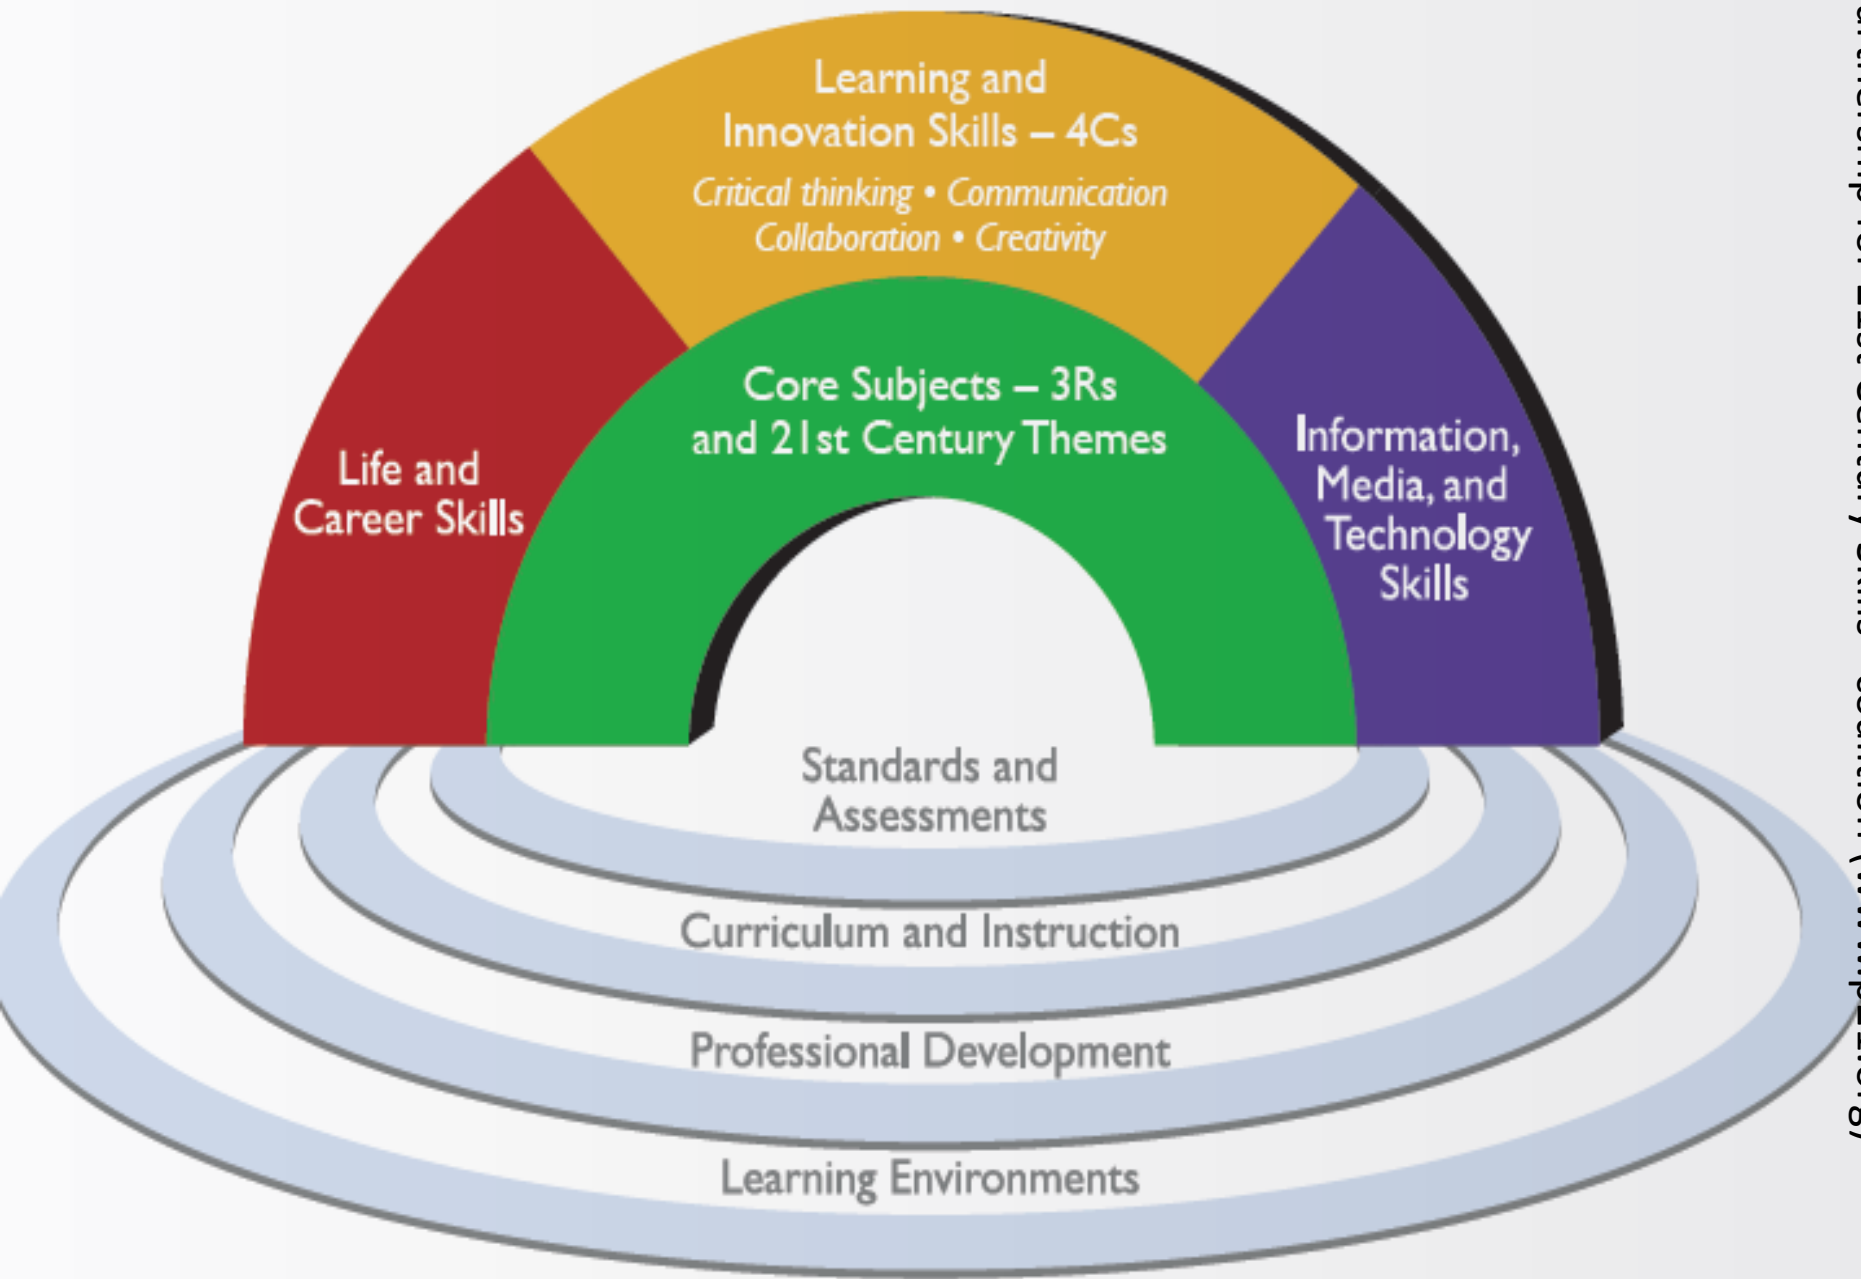 Learning and
Innovation Skills – 4Cs
Critical thinking • Communication
Collaboration • Creativity
Core Subjects – 3Rs
and 21st Century Themes
Life and
Career Skills
Information,
Media, and
Technology
Skills
Standards and
Assessments
Curriculum and Instruction
Professional Development
Learning Environments